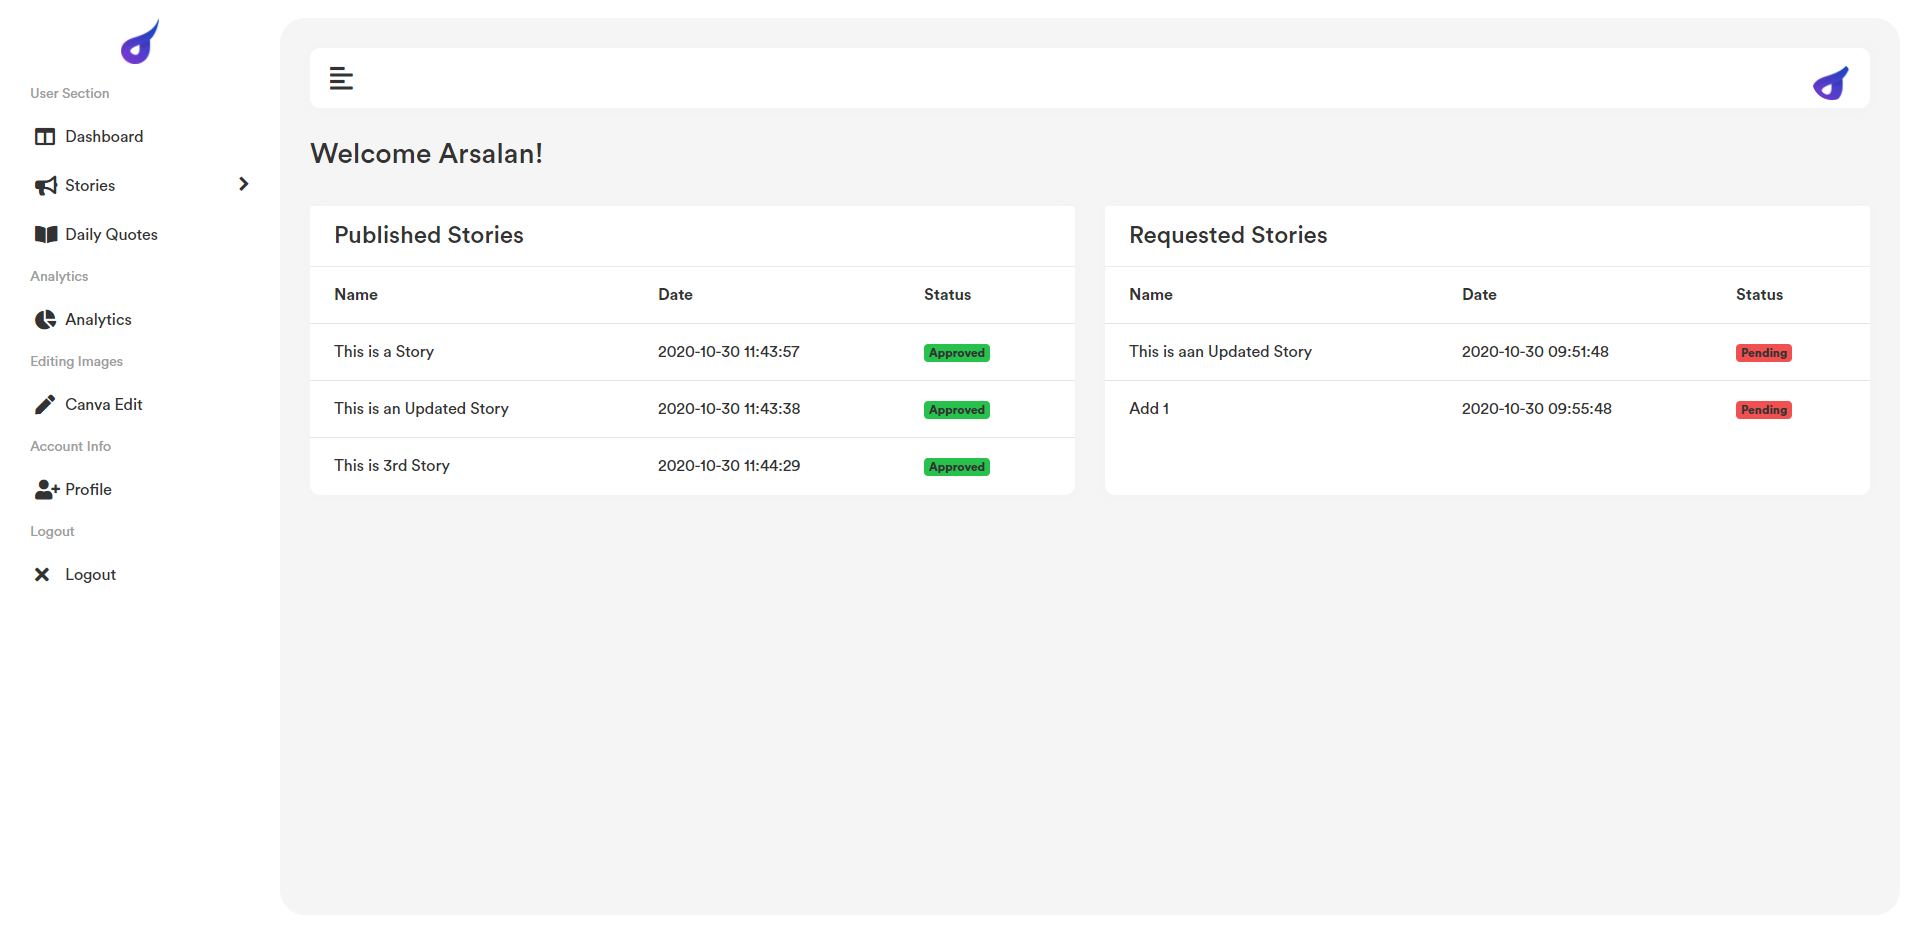 User Section
Dashboard
Stories
Daily Quotes
Analytics
Analytics
Editing Images
Canva Edit
Account Info
Profile
Logout
Logout
Welcome Arsalan!
Published Stories
Name Date Status
This is a Story 2020-10-30 11:43:57 Approved
This is an Updated Story 2020-10-30 11:43:38 Approved
This is 3rd Story 2020-10-30 11:44:29 Approved
Requested Stories
Name Date Status
This is aan Updated Story 2020-10-30 09:51:48 Pending
Add 1 2020-10-30 09:55:48 Pending